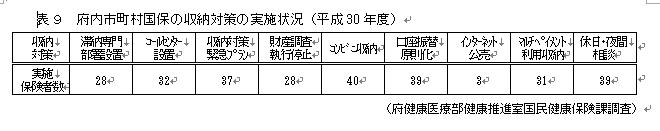 表９　府内市町村国保の収納対策の実施状況（平成30年度）
収納対策　滞納専門部署設置　コールセンター設置　収納対策緊急プラン　財産調査執行停止　コンビニ収納　口座振替原則化　インターネット公売　マルチペイメント利用収納　休日・夜間相談
実施保険者数　28　32　37　28　40　39　3　31　39
（府健康医療部健康推進室国民健康保険課調査）